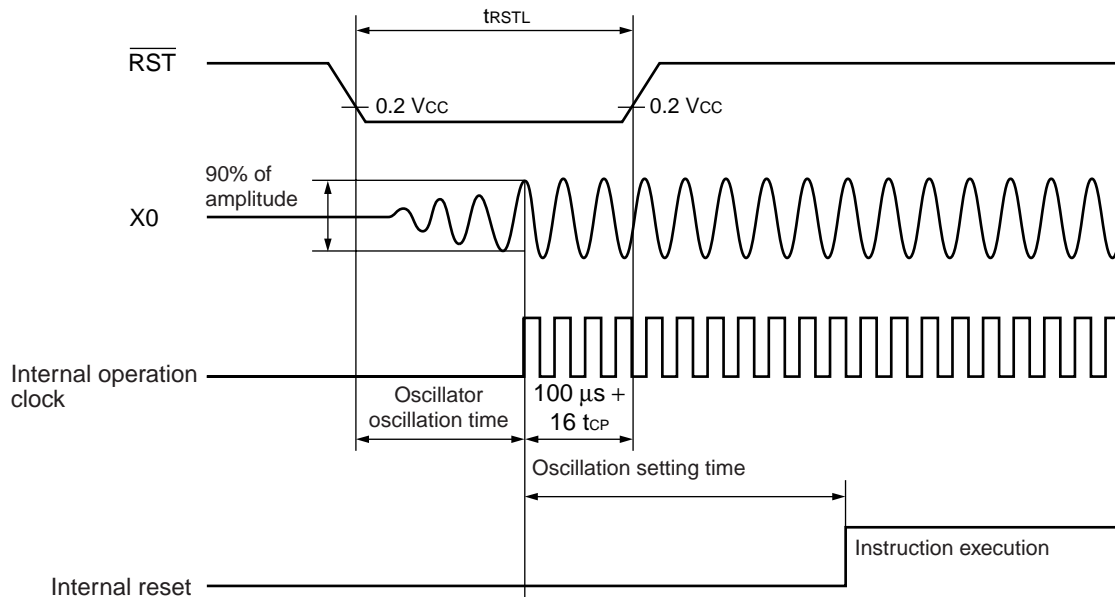 tRSTL
RST
0.2 VCC
0.2 VCC
90% of
amplitude
X0
Internal operation
clock
Oscillator
oscillation time
100 μs +
16 tCP
Oscillation setting time
Instruction execution
Internal reset